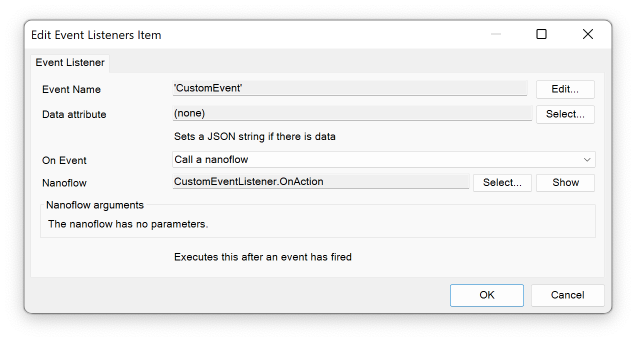 Edit Event Listeners Item
Event Listener
Event Name 'CustomEvent' Edit...
Data attribute (none) Select...
Sets a JSON string if there is data
On Event Call a nanoflow
Nanoflow CustomEventListener.OnAction Select... Show
Nanoflow arguments
The nanoflow has no parameters.
Executes this after an event has fired
OK Cancel